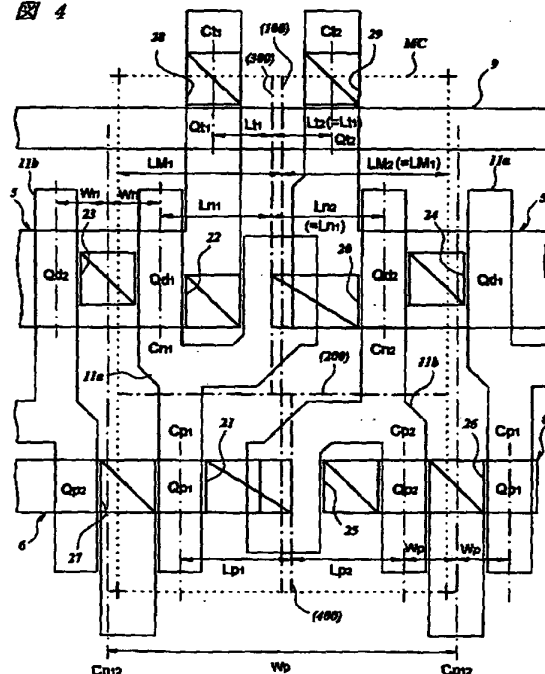 図 4
Ct1
Ct2
29
(100)
28
(300)
MC
9
Lt1
Lt2(=Lt1)
Qt1
Qt2
11b
LM1
LM2(=LM1)
11a
5
Wn
Wn
Ln1
Ln2
(=Ln1)
5
23
24
22
20
Qd2
Qd1
Qd2
Qd1
Cn1
Cn2
11a
(200)
11b
Cp1
21
Cp2
26
Cp1
Qp2
Qp1
Qp2
Qp1
6
27
25
Wp
Wp
Lp1
Lp2
(400)
Wp